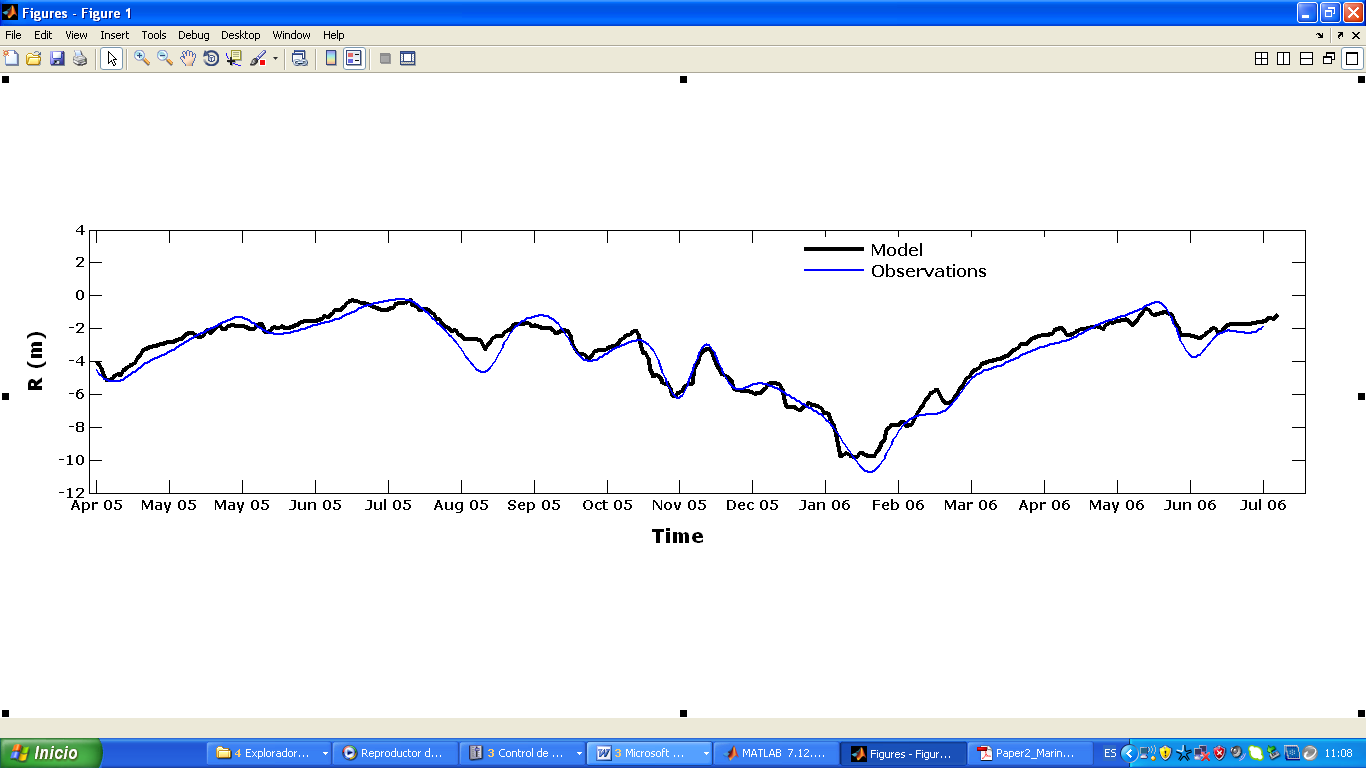 Figures - Figure 1
File Edit View Insert Tools Debug Desktop Window Help
4
2
0
-2
-4
-6
-8
-10
-12
R (m)
Model
Observations
Apr 05 May 05 May 05 Jun 05 Jul 05 Aug 05 Sep 05 Oct 05 Nov 05 Dec 05 Jan 06 Feb 06 Mar 06 Apr 06 May 06 Jun 06 Jul 06
Time
Inicio 4 Explorador... Reproductor d... 3 Control de ... 3 Microsoft ... MATLAB 7.12.... Figures - Figur... Paper2_Marin... ES 11:08